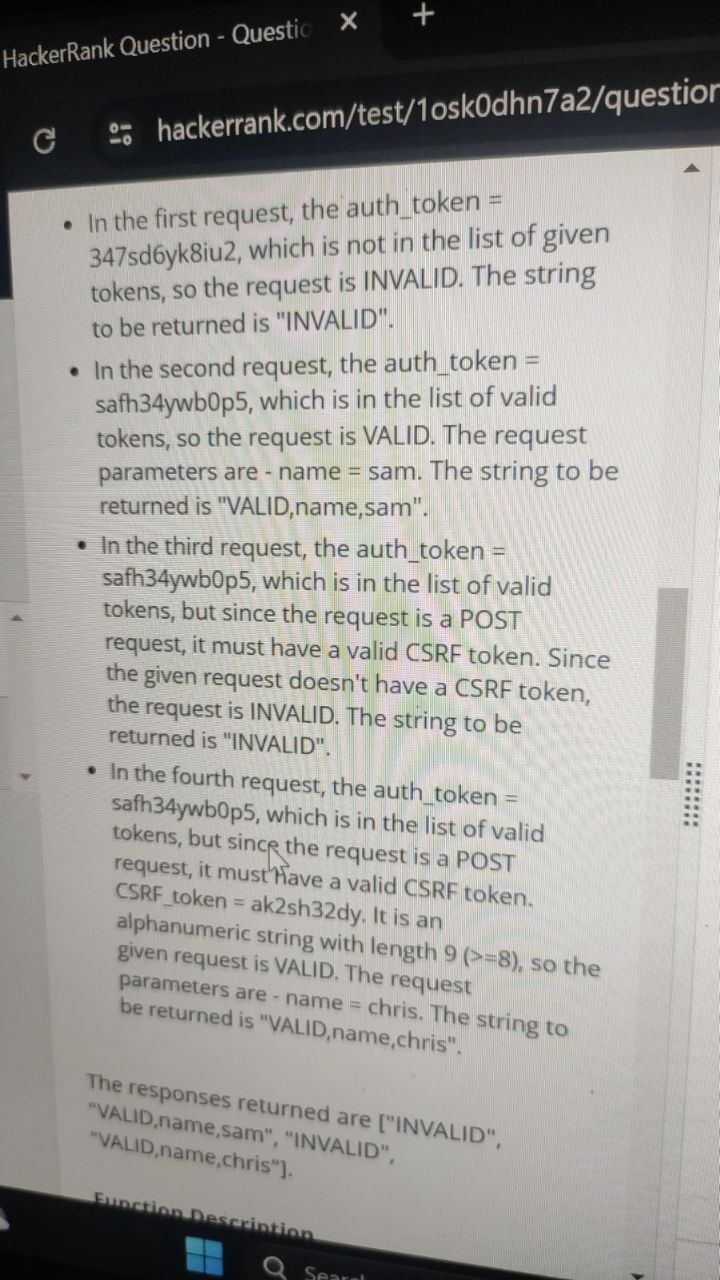 HackerRank Question - Questio
hackerrank.com/test/1osk0dhn7a2/question
• In the first request, the auth_token =
347sd6yk8iu2, which is not in the list of given
tokens, so the request is INVALID. The string
to be returned is "INVALID".
• In the second request, the auth_token =
safh34ywb0p5, which is in the list of valid
tokens, so the request is VALID. The request
parameters are - name = sam. The string to be
returned is "VALID,name,sam".
• In the third request, the auth_token =
safh34ywb0p5, which is in the list of valid
tokens, but since the request is a POST
request, it must have a valid CSRF token. Since
the given request doesn't have a CSRF token,
the request is INVALID. The string to be
returned is "INVALID".
• In the fourth request, the auth_token =
safh34ywb0p5, which is in the list of valid
tokens, but since the request is a POST
request, it must have a valid CSRF token.
CSRF_token = ak2sh32dy. It is an
alphanumeric string with length 9 (>=8), so the
given request is VALID. The request
parameters are - name = chris. The string to
be returned is "VALID,name,chris".
The responses returned are ["INVALID",
"VALID,name,sam", "INVALID",
"VALID,name,chris"].
Function Description
Search